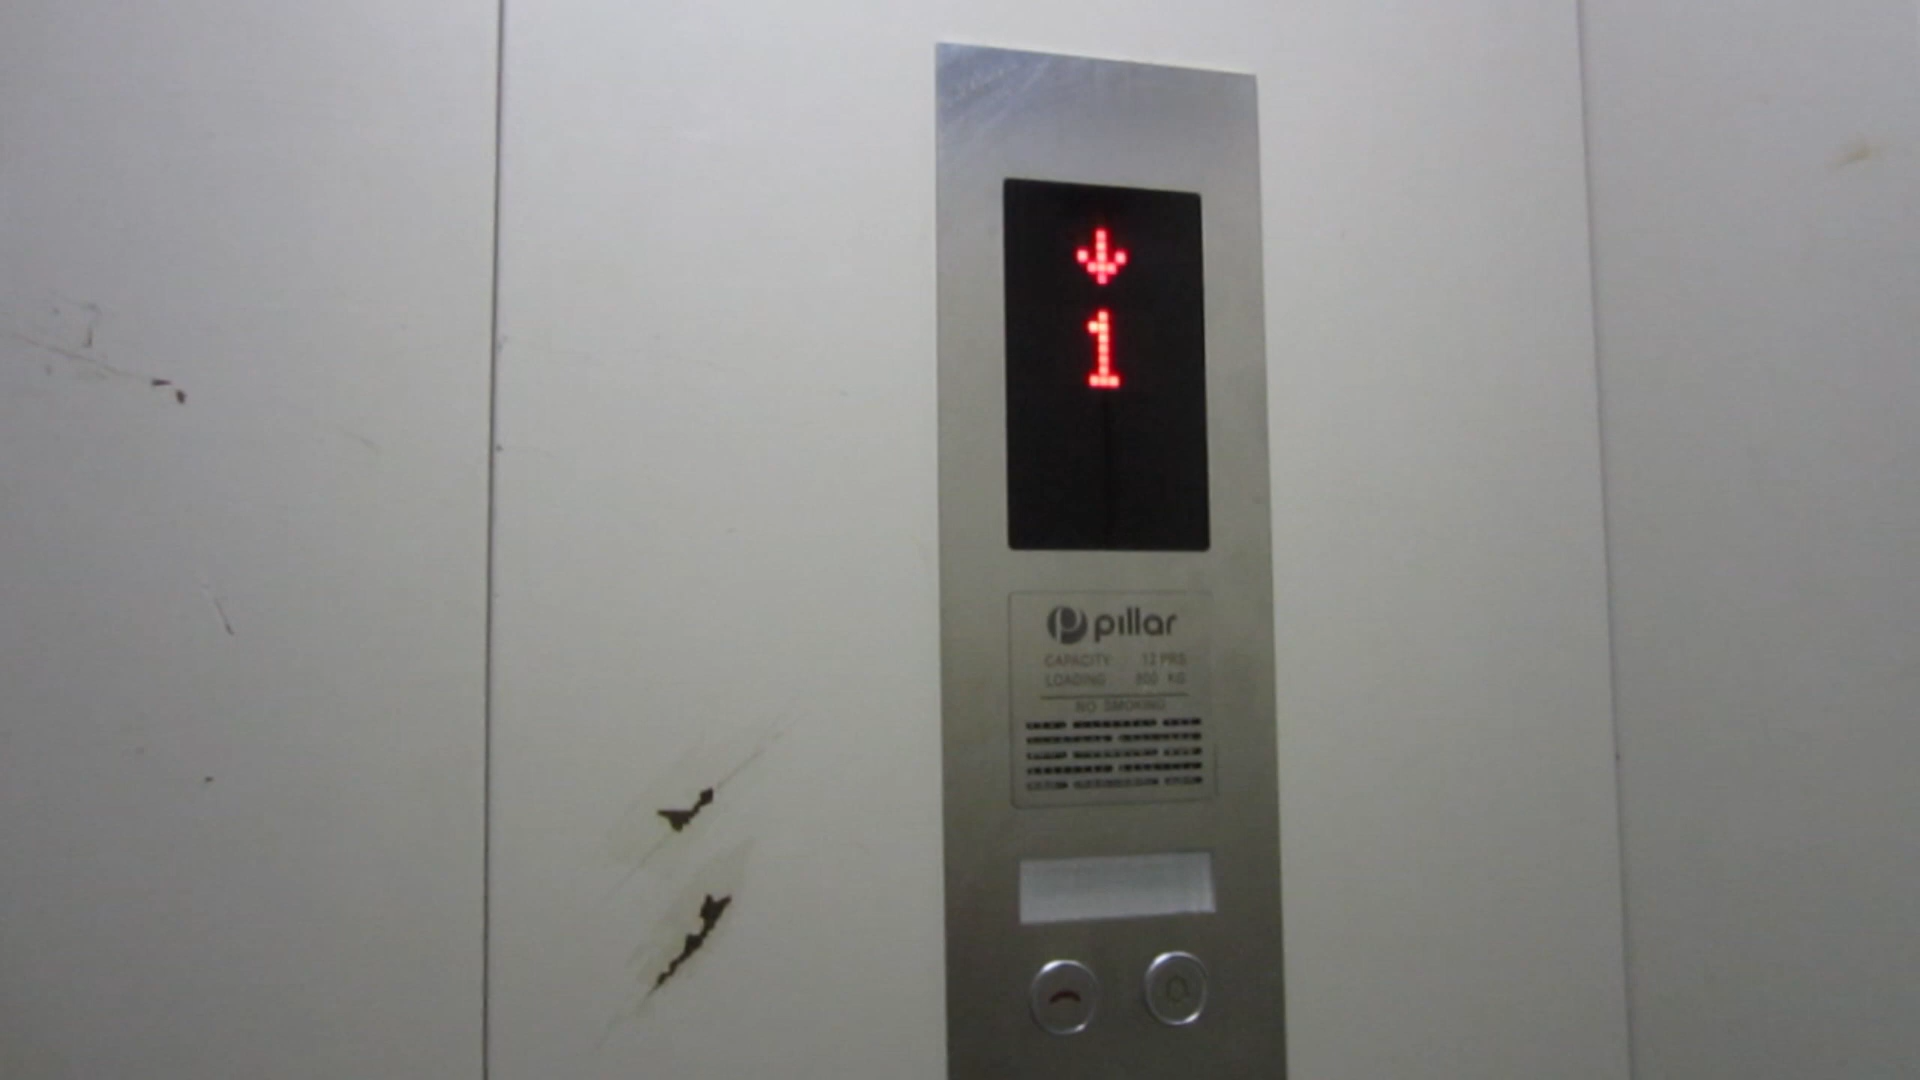 1
pillar
CAPACITY: 12 PRS
LOADING : 800 KG
NO SMOKING